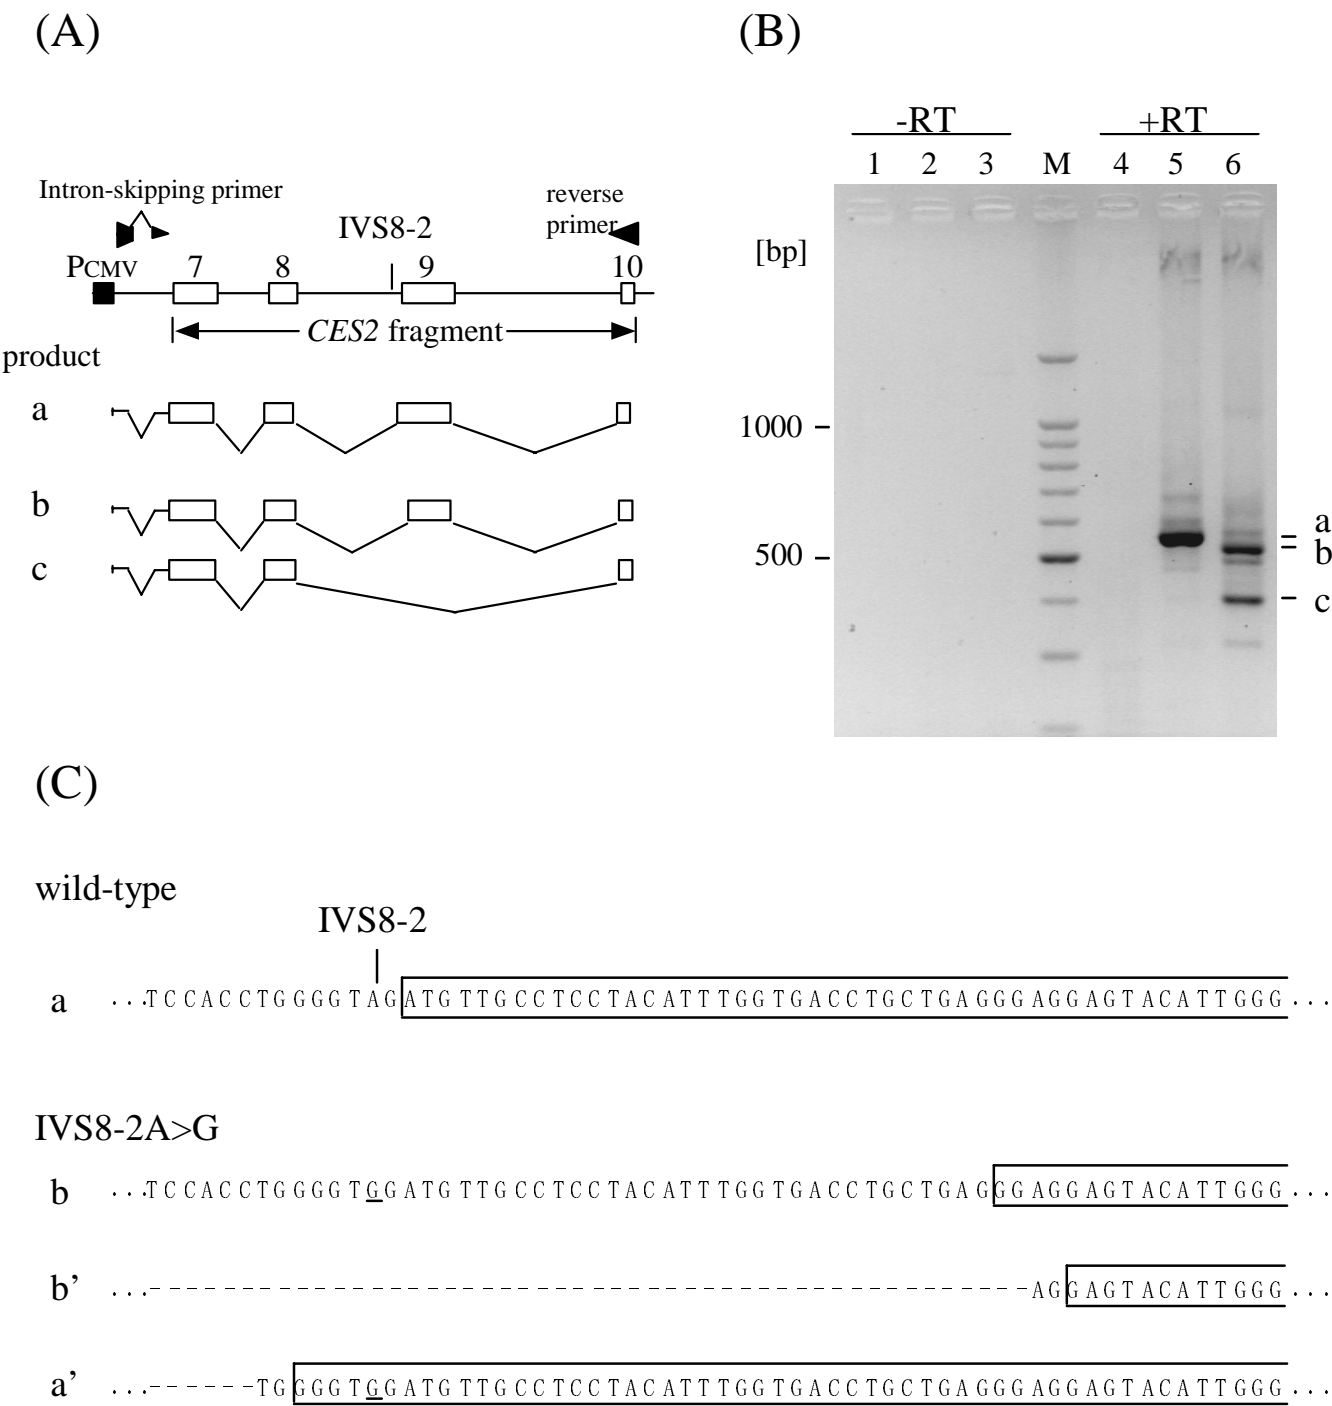 (A)
Intron-skipping primer
reverse
primer
IVS8-2
PCMV 7 8 9 10
CES2 fragment
product
a
b
c
(B)
-RT +RT
1 2 3 M 4 5 6
[bp]
1000
500
a
b
c
(C)
wild-type
IVS8-2
a ...TCCACCTGGGGTAGATGTTGCCTCCTACATTTGGTGACCTGCTGAGGGAGGAGTACATTGGG...
IVS8-2A>G
b ...TCCACCTGGGGTGGATGTTGCCTCCTACATTTGGTGACCTGCTGAGGGAGGAGTACATTGGG...
b’ ...------------------------------------------------AGGAGTACATTGGG...
a’ ...------TGGGGTGGATGTTGCCTCCTACATTTGGTGACCTGCTGAGGGAGGAGTACATTGGG...